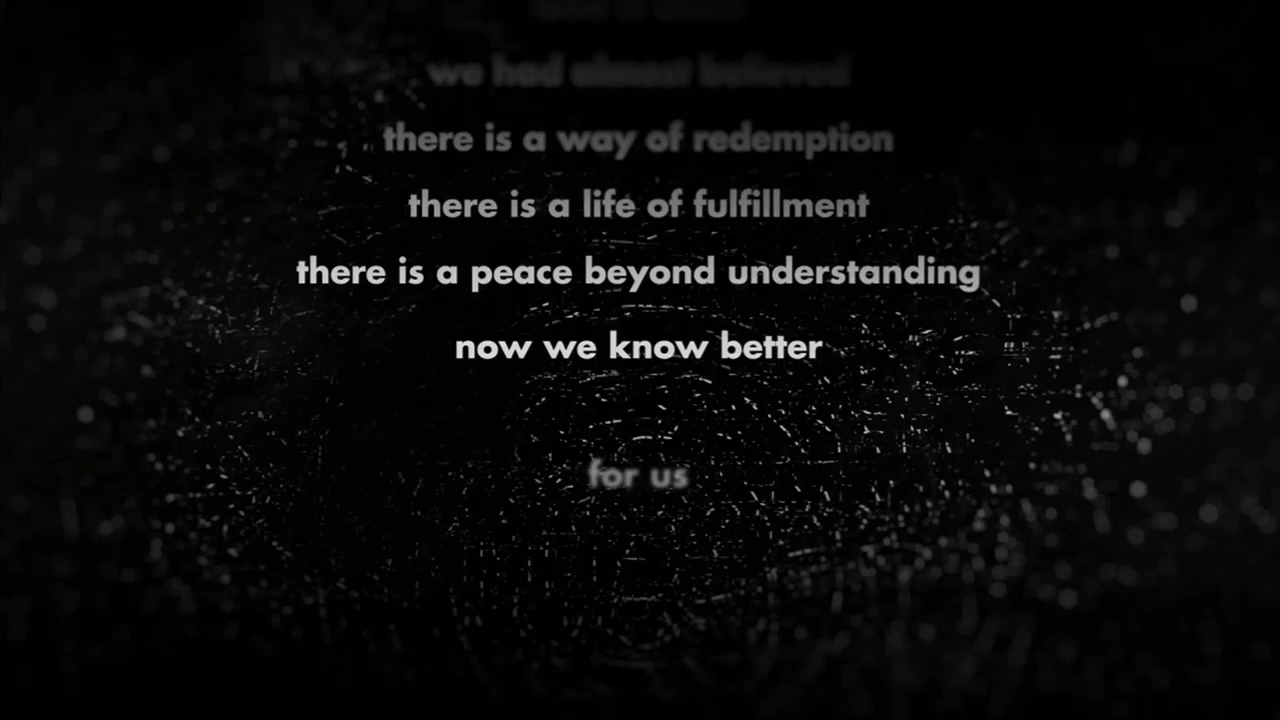 we had almost believed
there is a way of redemption
there is a life of fulfillment
there is a peace beyond understanding
now we know better
for us